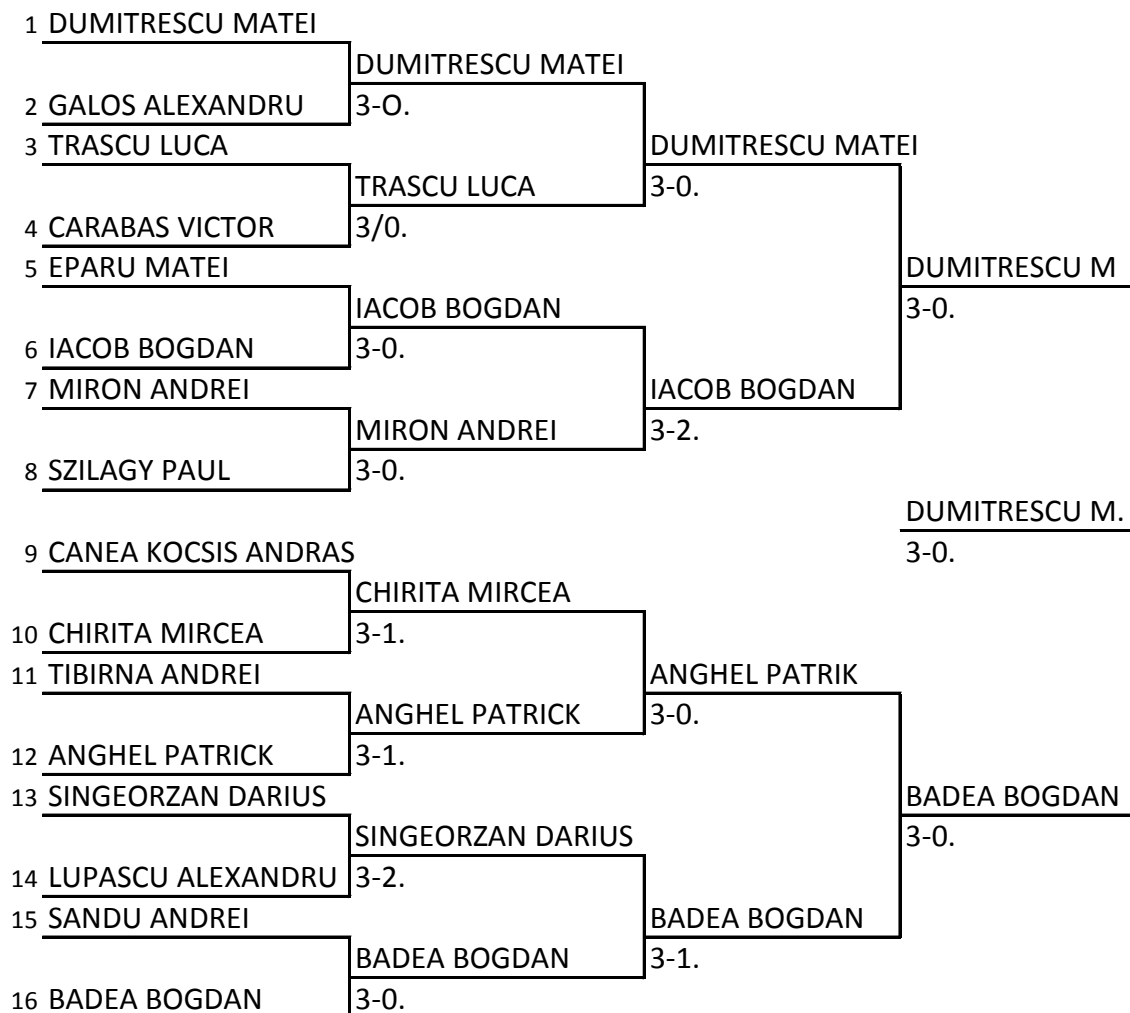 1 DUMITRESCU MATEI
DUMITRESCU MATEI
2 GALOS ALEXANDRU 3-O.
3 TRASCU LUCA DUMITRESCU MATEI
TRASCU LUCA 3-0.
4 CARABAS VICTOR 3/0.
5 EPARU MATEI DUMITRESCU M
IACOB BOGDAN 3-0.
6 IACOB BOGDAN 3-0.
7 MIRON ANDREI IACOB BOGDAN
MIRON ANDREI 3-2.
8 SZILAGY PAUL 3-0.
DUMITRESCU M.
9 CANEA KOCSIS ANDRAS 3-0.
CHIRITA MIRCEA
10 CHIRITA MIRCEA 3-1.
11 TIBIRNA ANDREI ANGHEL PATRIK
ANGHEL PATRICK 3-0.
12 ANGHEL PATRICK 3-1.
13 SINGEORZAN DARIUS BADEA BOGDAN
SINGEORZAN DARIUS 3-0.
14 LUPASCU ALEXANDRU 3-2.
15 SANDU ANDREI BADEA BOGDAN
BADEA BOGDAN 3-1.
16 BADEA BOGDAN 3-0.